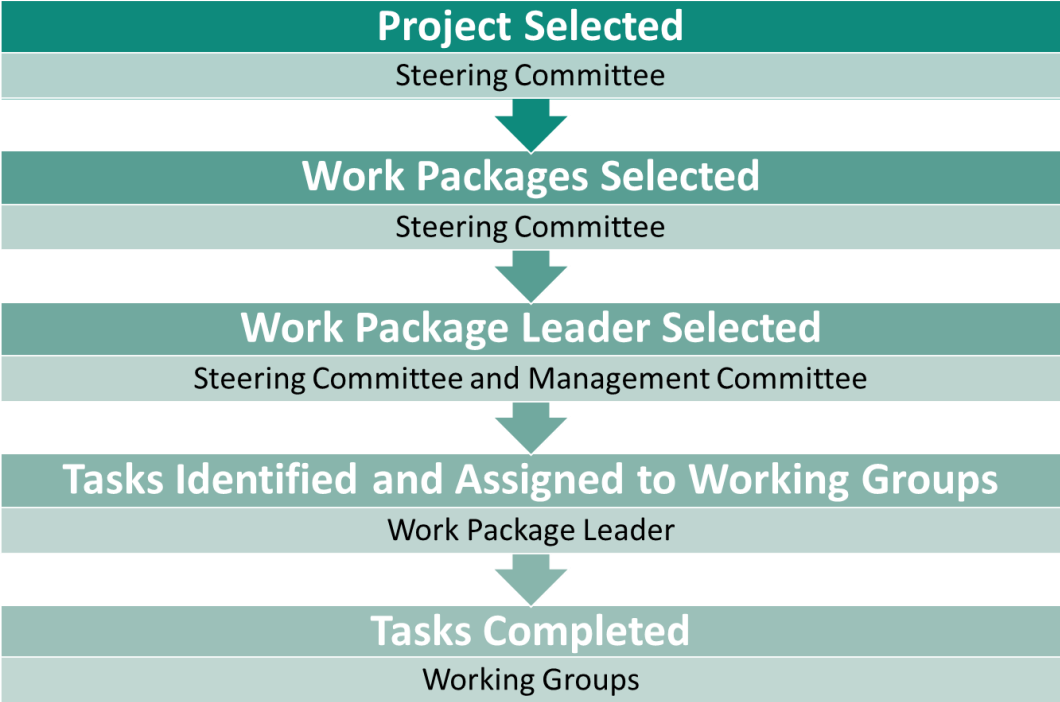 Project Selected
Steering Committee
Work Packages Selected
Steering Committee
Work Package Leader Selected
Steering Committee and Management Committee
Tasks Identified and Assigned to Working Groups
Work Package Leader
Tasks Completed
Working Groups